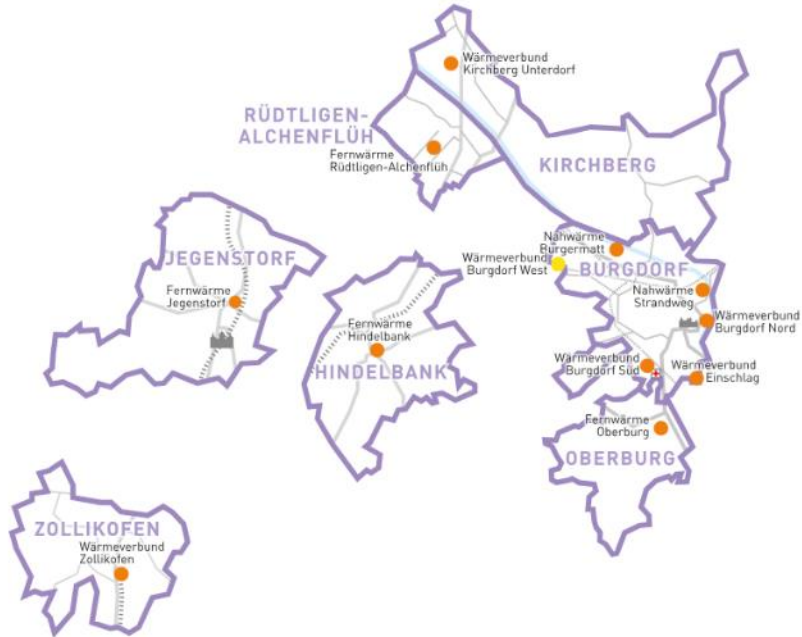 Wärmeverbund
Kirchberg Unterdorf
RÜDTLIGEN-
ALCHENFLÜH
Fernwärme
Rüdtligen-Alchenflüh
KIRCHBERG
JEGENSTORF
Fernwärme
Jegenstorf
Nahwärme
Burgermatt
Wärmeverbund
Burgdorf West
BURGDORF
Nahwärme
Strandweg
Wärmeverbund
Burgdorf Nord
Fernwärme
Hindelbank
HINDELBANK
Wärmeverbund
Burgdorf Süd
Wärmeverbund
Einschlag
Fernwärme
Oberburg
OBERBURG
ZOLLIKOFEN
Wärmeverbund
Zollikofen